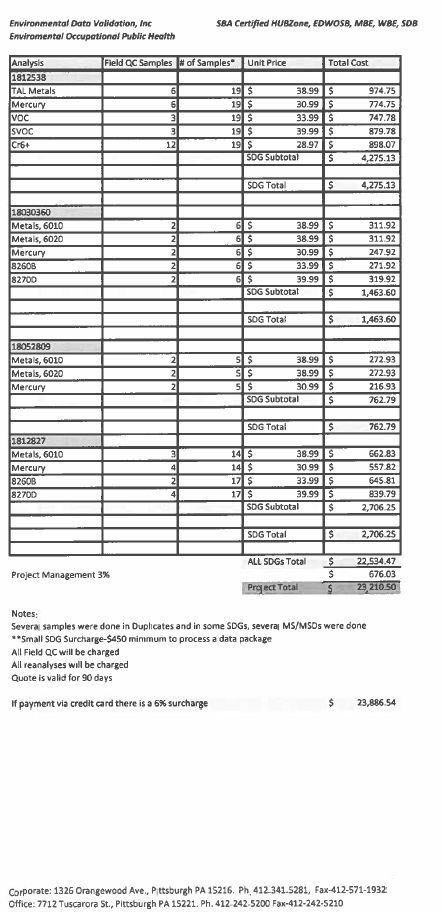 Environmental Data Validation, Inc SBA Certified HUBZone, EDWOSB, MBE, WBE, SDB
Enviromental Occupational Public Health
Analysis Field QC Samples # of Samples* Unit Price Total Cost
1812538
TAL Metals 6 19 $ 38.99 $ 974.75
Mercury 6 19 $ 30.99 $ 774.75
VOC 3 19 $ 33.99 $ 747.78
SVOC 3 19 $ 39.99 $ 879.78
Cr6+ 12 19 $ 28.97 $ 898.07
SDG Subtotal $ 4,275.13
SDG Total $ 4,275.13
18030360
Metals, 6010 2 6 $ 38.99 $ 311.92
Metals, 6020 2 6 $ 38.99 $ 311.92
Mercury 2 6 $ 30.99 $ 247.92
8260B 2 6 $ 33.99 $ 271.92
8270D 2 6 $ 39.99 $ 319.92
SDG Subtotal $ 1,463.60
SDG Total $ 1,463.60
18052809
Metals, 6010 2 5 $ 38.99 $ 272.93
Metals, 6020 2 5 $ 38.99 $ 272.93
Mercury 2 5 $ 30.99 $ 216.93
SDG Subtotal $ 762.79
SDG Total $ 762.79
1812827
Metals, 6010 3 14 $ 38.99 $ 662.83
Mercury 4 14 $ 30.99 $ 557.82
8260B 2 17 $ 33.99 $ 645.81
8270D 4 17 $ 39.99 $ 839.79
SDG Subtotal $ 2,706.25
SDG Total $ 2,706.25
ALL SDGs Total $ 22,534.47
Project Management 3% $ 676.03
Project Total $ 23,210.50
Notes:
Several samples were done in Duplicates and in some SDGs, several MS/MSDs were done
**Small SDG Surcharge-$450 minimum to process a data package
All Field QC will be charged
All reanalyses will be charged
Quote is valid for 90 days
If payment via credit card there is a 6% surcharge $ 23,886.54
Corporate: 1326 Orangewood Ave., Pittsburgh PA 15216. Ph. 412.341.5281, Fax-412-571-1932
Office: 7712 Tuscarora St., Pittsburgh PA 15221. Ph. 412-242-5200 Fax-412-242-5210